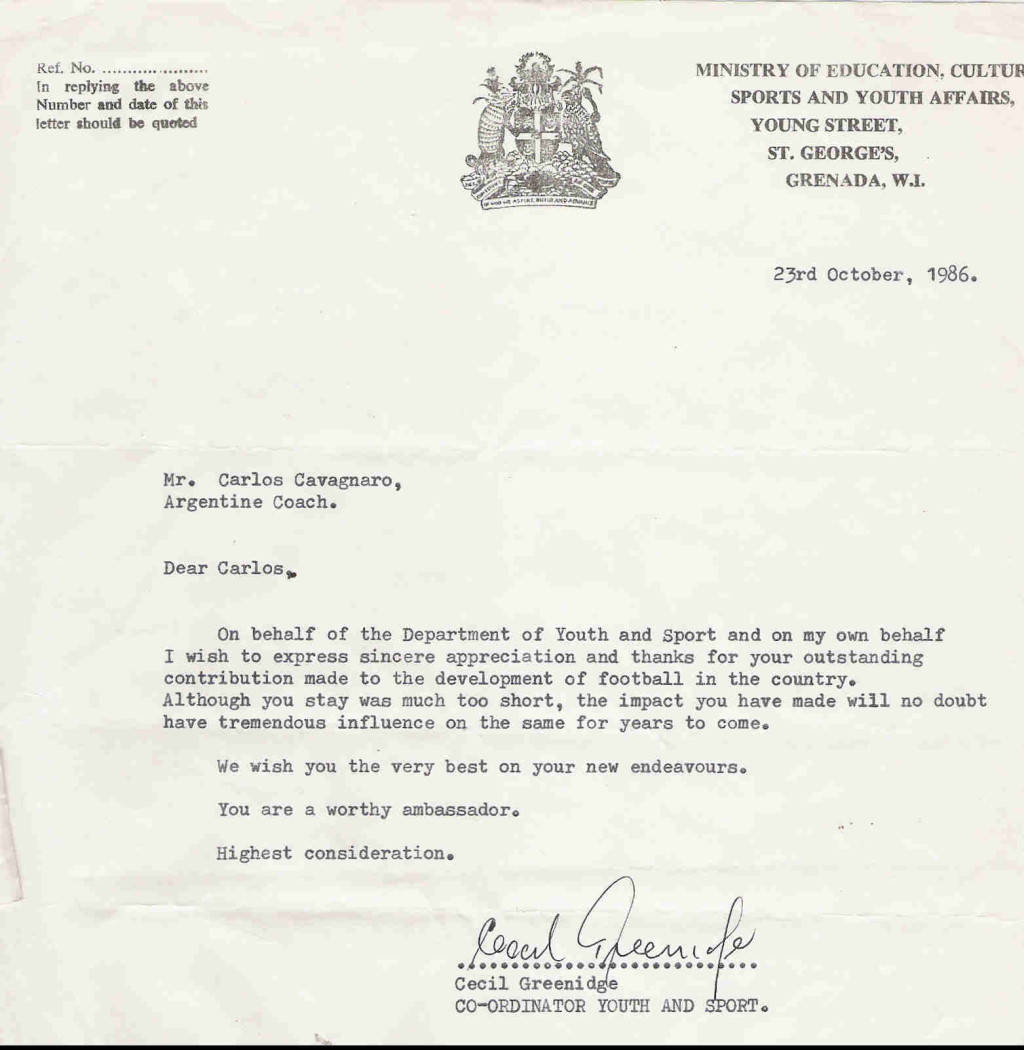 Ref. No. ......................
In replying the above
Number and date of this
letter should be quoted
MINISTRY OF EDUCATION, CULTUR
SPORTS AND YOUTH AFFAIRS,
YOUNG STREET,
ST. GEORGE'S,
GRENADA, W.I.
23rd October, 1986.
Mr. Carlos Cavagnaro,
Argentine Coach.
Dear Carlos,
On behalf of the Department of Youth and Sport and on my own behalf
I wish to express sincere appreciation and thanks for your outstanding
contribution made to the development of football in the country.
Although you stay was much too short, the impact you have made will no doubt
have tremendous influence on the same for years to come.
We wish you the very best on your new endeavours.
You are a worthy ambassador.
Highest consideration.
Cecil Greenidge
Cecil Greenidge
CO-ORDINATOR YOUTH AND SPORT.